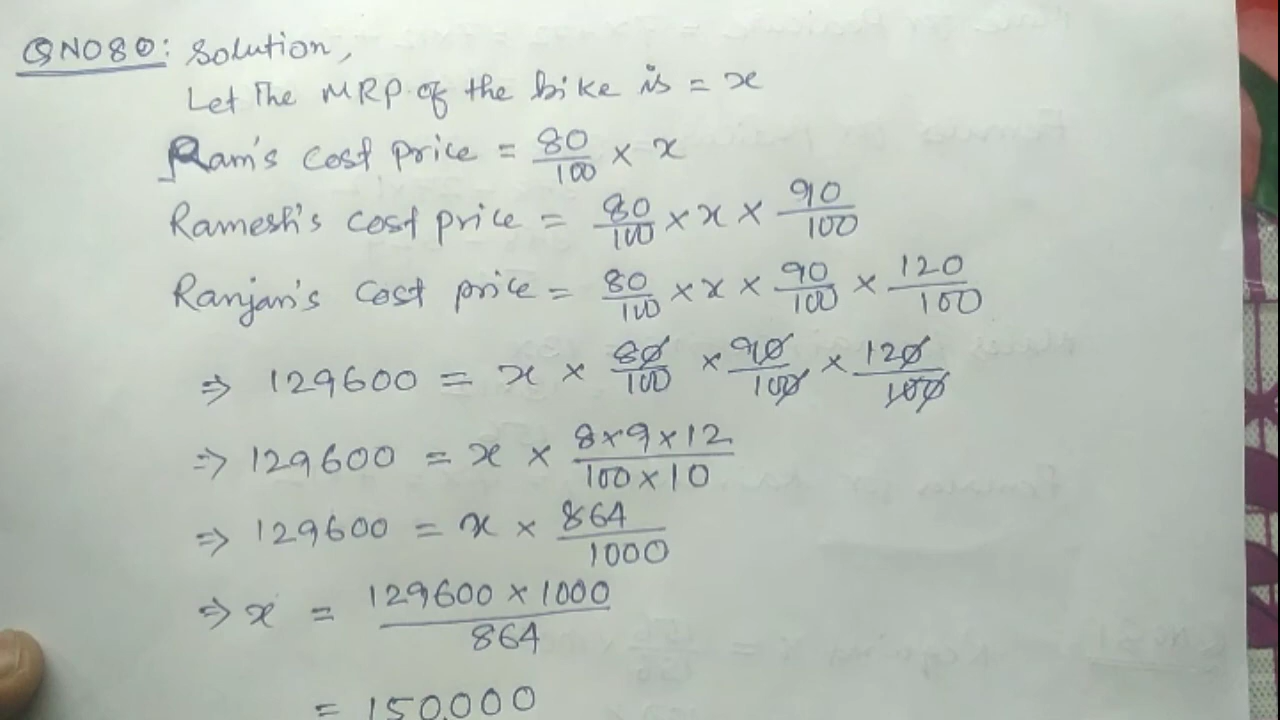 QNO80: Solution,
Let The MRP of the bike is = x
Ram's cost price = 80/100 × x
Ramesh's cost price = 80/100 × x × 90/100
Ranjan's cost price = 80/100 × x × 90/100 × 120/100
⇒ 129600 = x × 80/100 × 90/100 × 120/100
⇒ 129600 = x × 8×9×12/100×10
⇒ 129600 = x × 864/1000
⇒ x = 129600 × 1000/864
= 150000